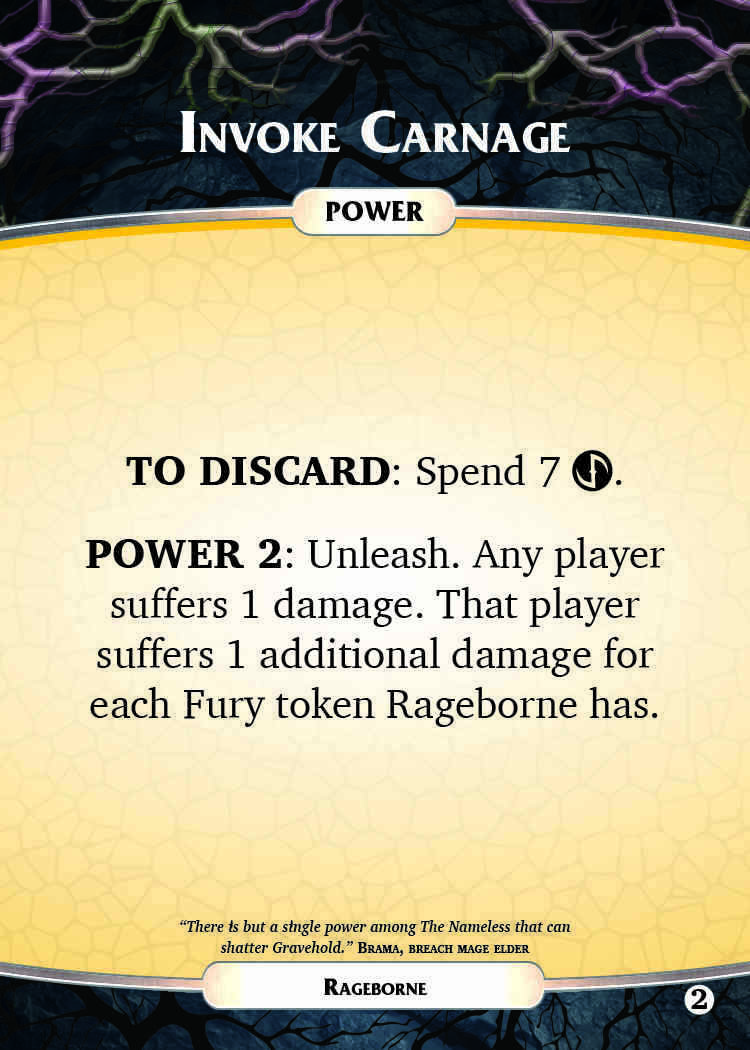 Invoke Carnage
POWER
TO DISCARD: Spend 7 .
POWER 2: Unleash. Any player
suffers 1 damage. That player
suffers 1 additional damage for
each Fury token Rageborne has.
“There is but a single power among The Nameless that can
shatter Gravehold.” Brama, breach mage elder
Rageborne
2